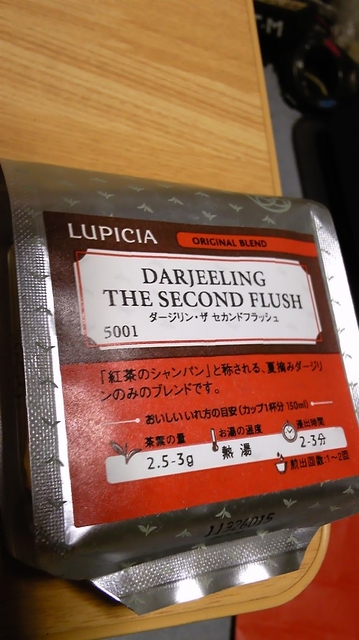 LUPICIA
ORIGINAL BLEND
DARJEELING
THE SECOND FLUSH
ダージリン・ザ セカンドフラッシュ
5001
「紅茶のシャンパン」と称される、夏摘みダージリ
ンのみのブレンドです。
おいしいいれ方の目安(カップ1杯分 150ml)
茶葉の量
2.5-3g
お湯の温度
熱湯
浸出時間
2-3分
煎出回数:1~2回